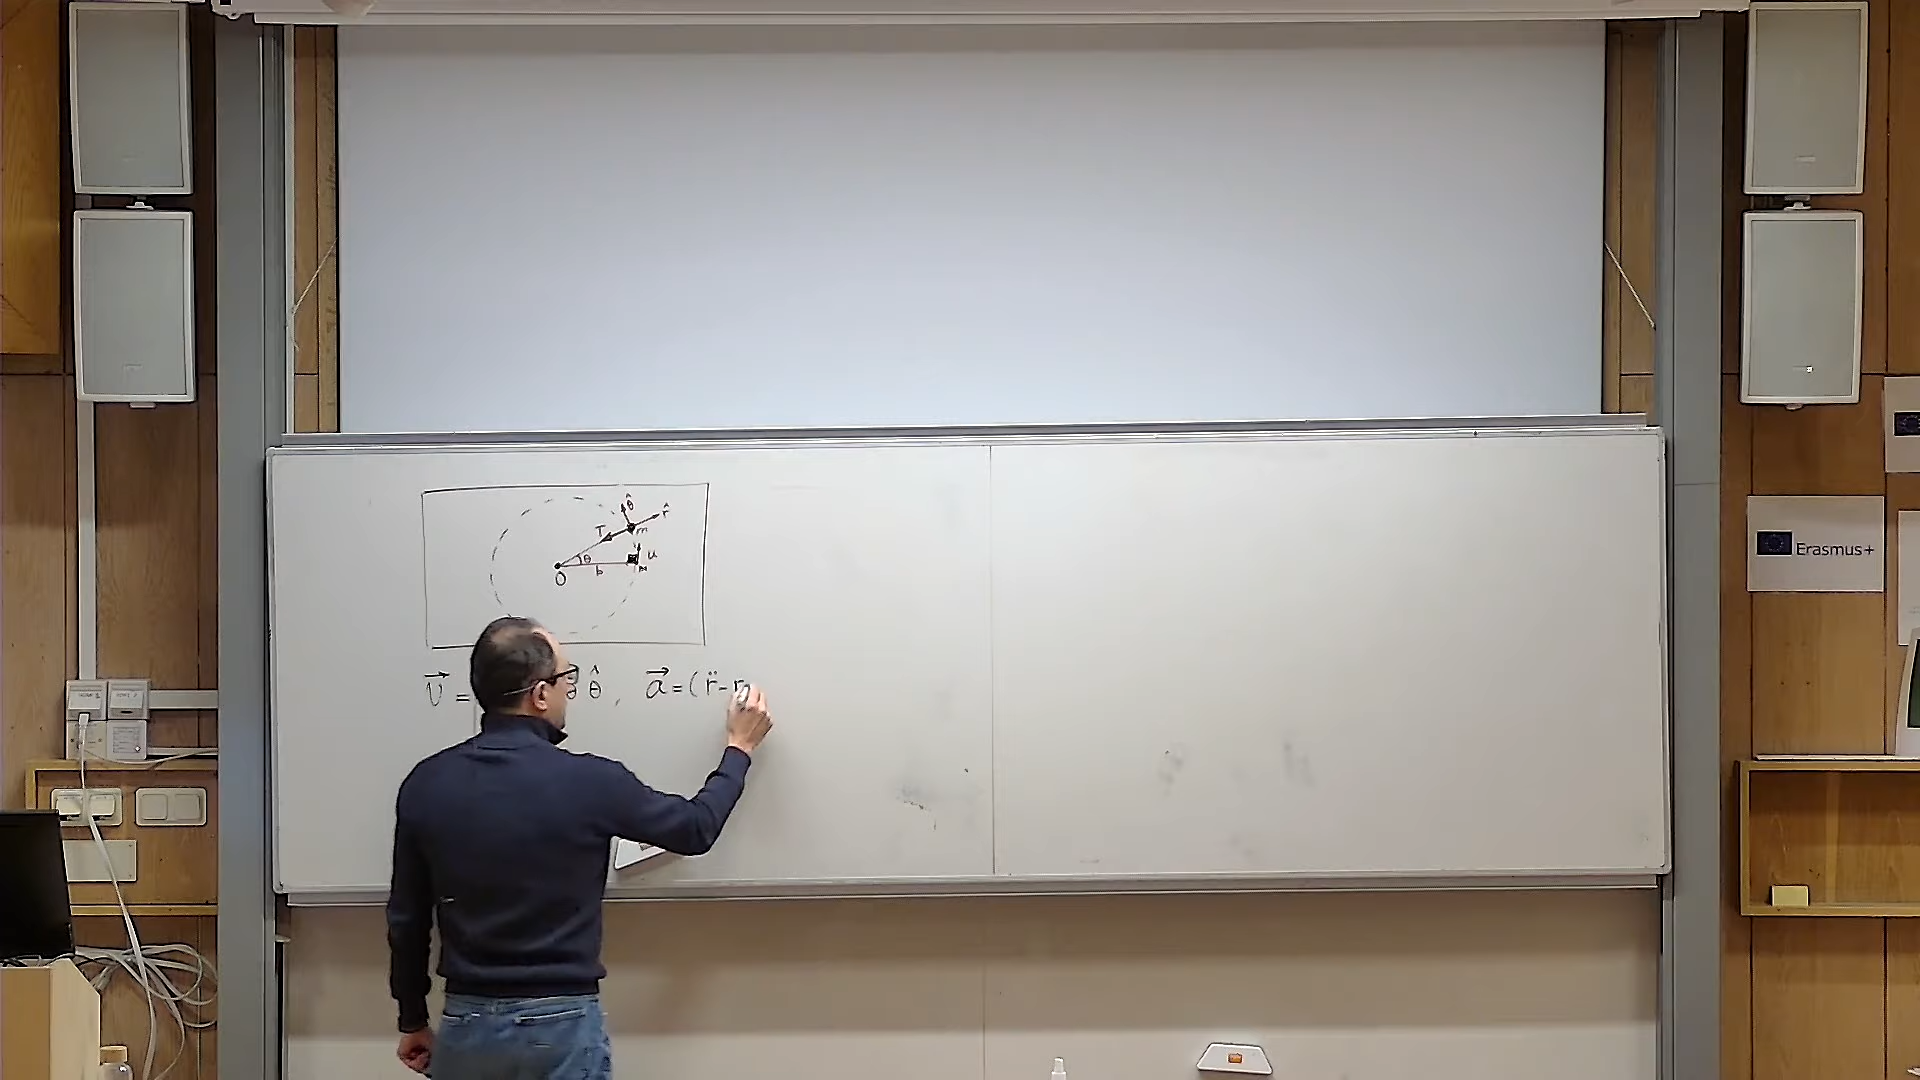 θ̂
r̂
T
m
θ
u
b
O
v⃗ = θ̇ θ̂ , a⃗ = ( r̈ - r
Erasmus+